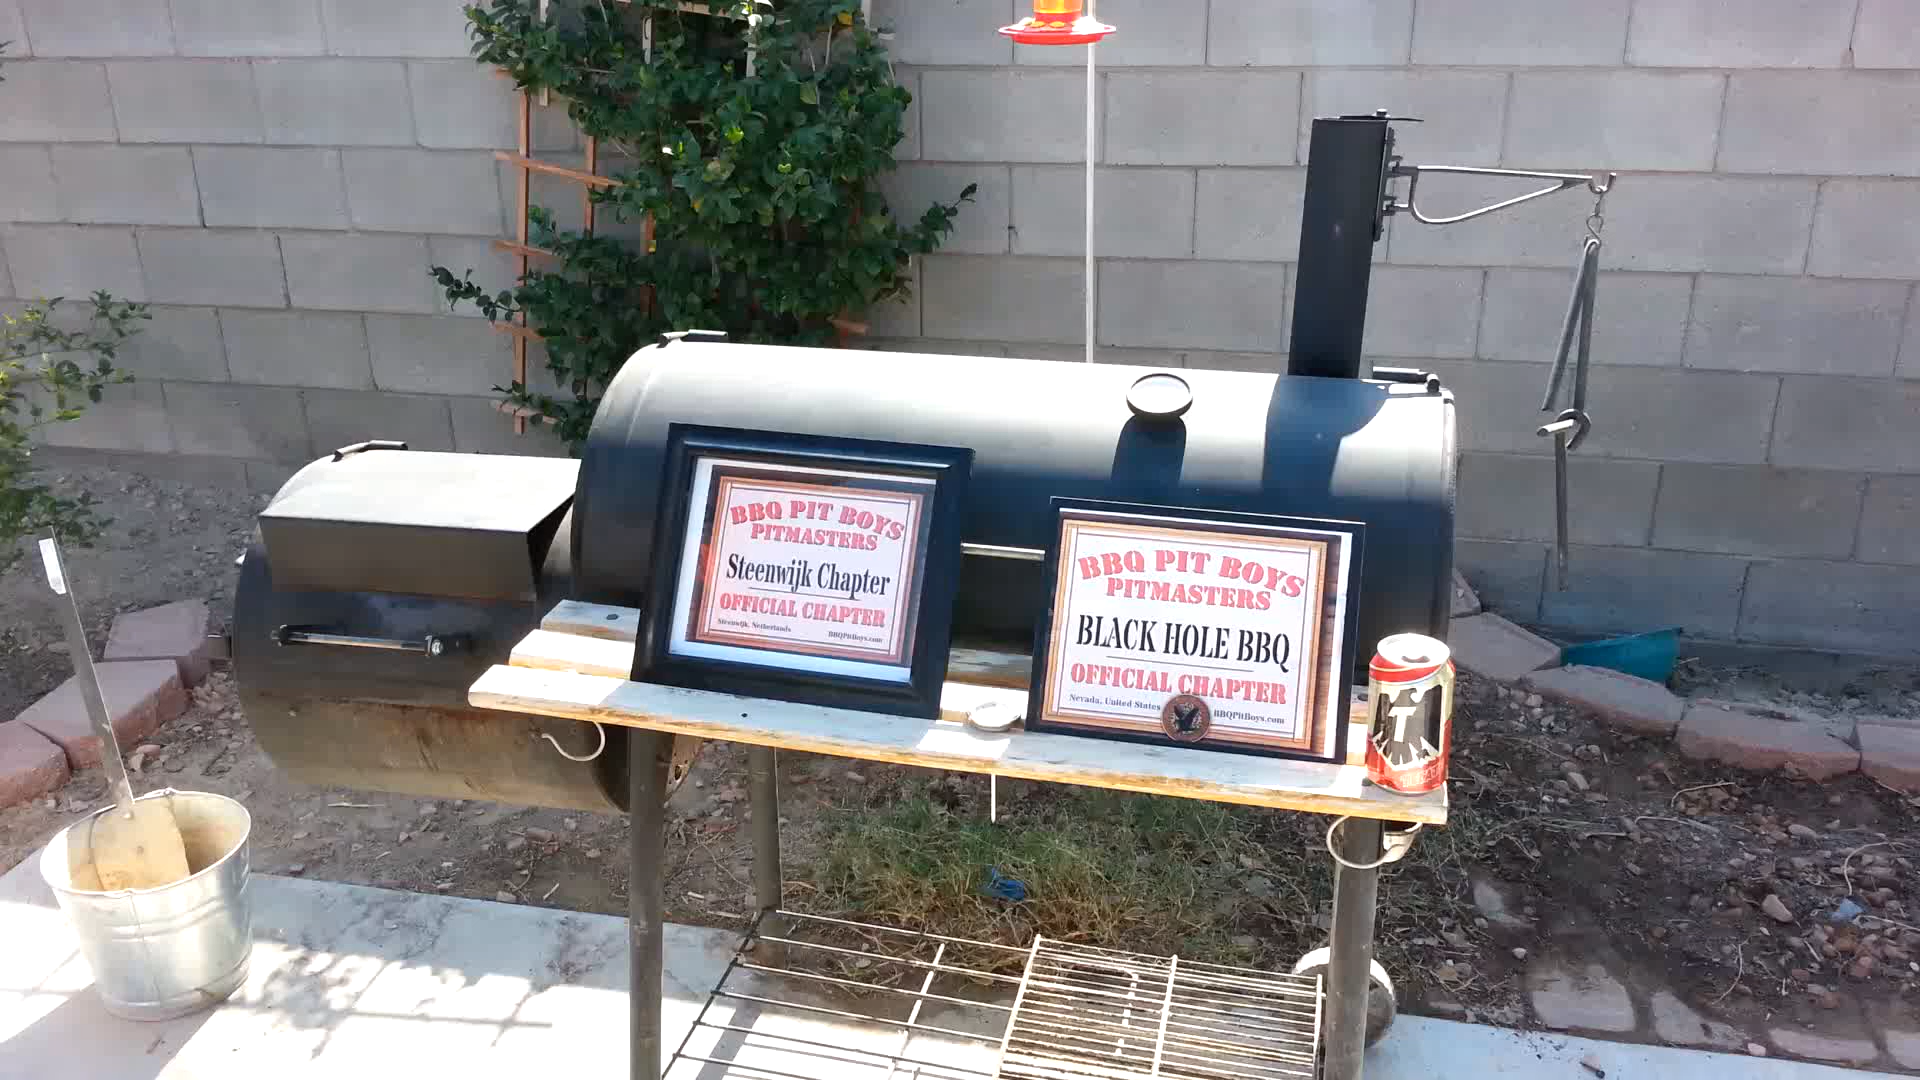 BBQ PIT BOYS
PITMASTERS
Steenwijk Chapter
OFFICIAL CHAPTER
Steenwijk, Netherlands
BBQPitBoys.com
BBQ PIT BOYS
PITMASTERS
BLACK HOLE BBQ
OFFICIAL CHAPTER
Nevada, United States
BBQPitBoys.com
T